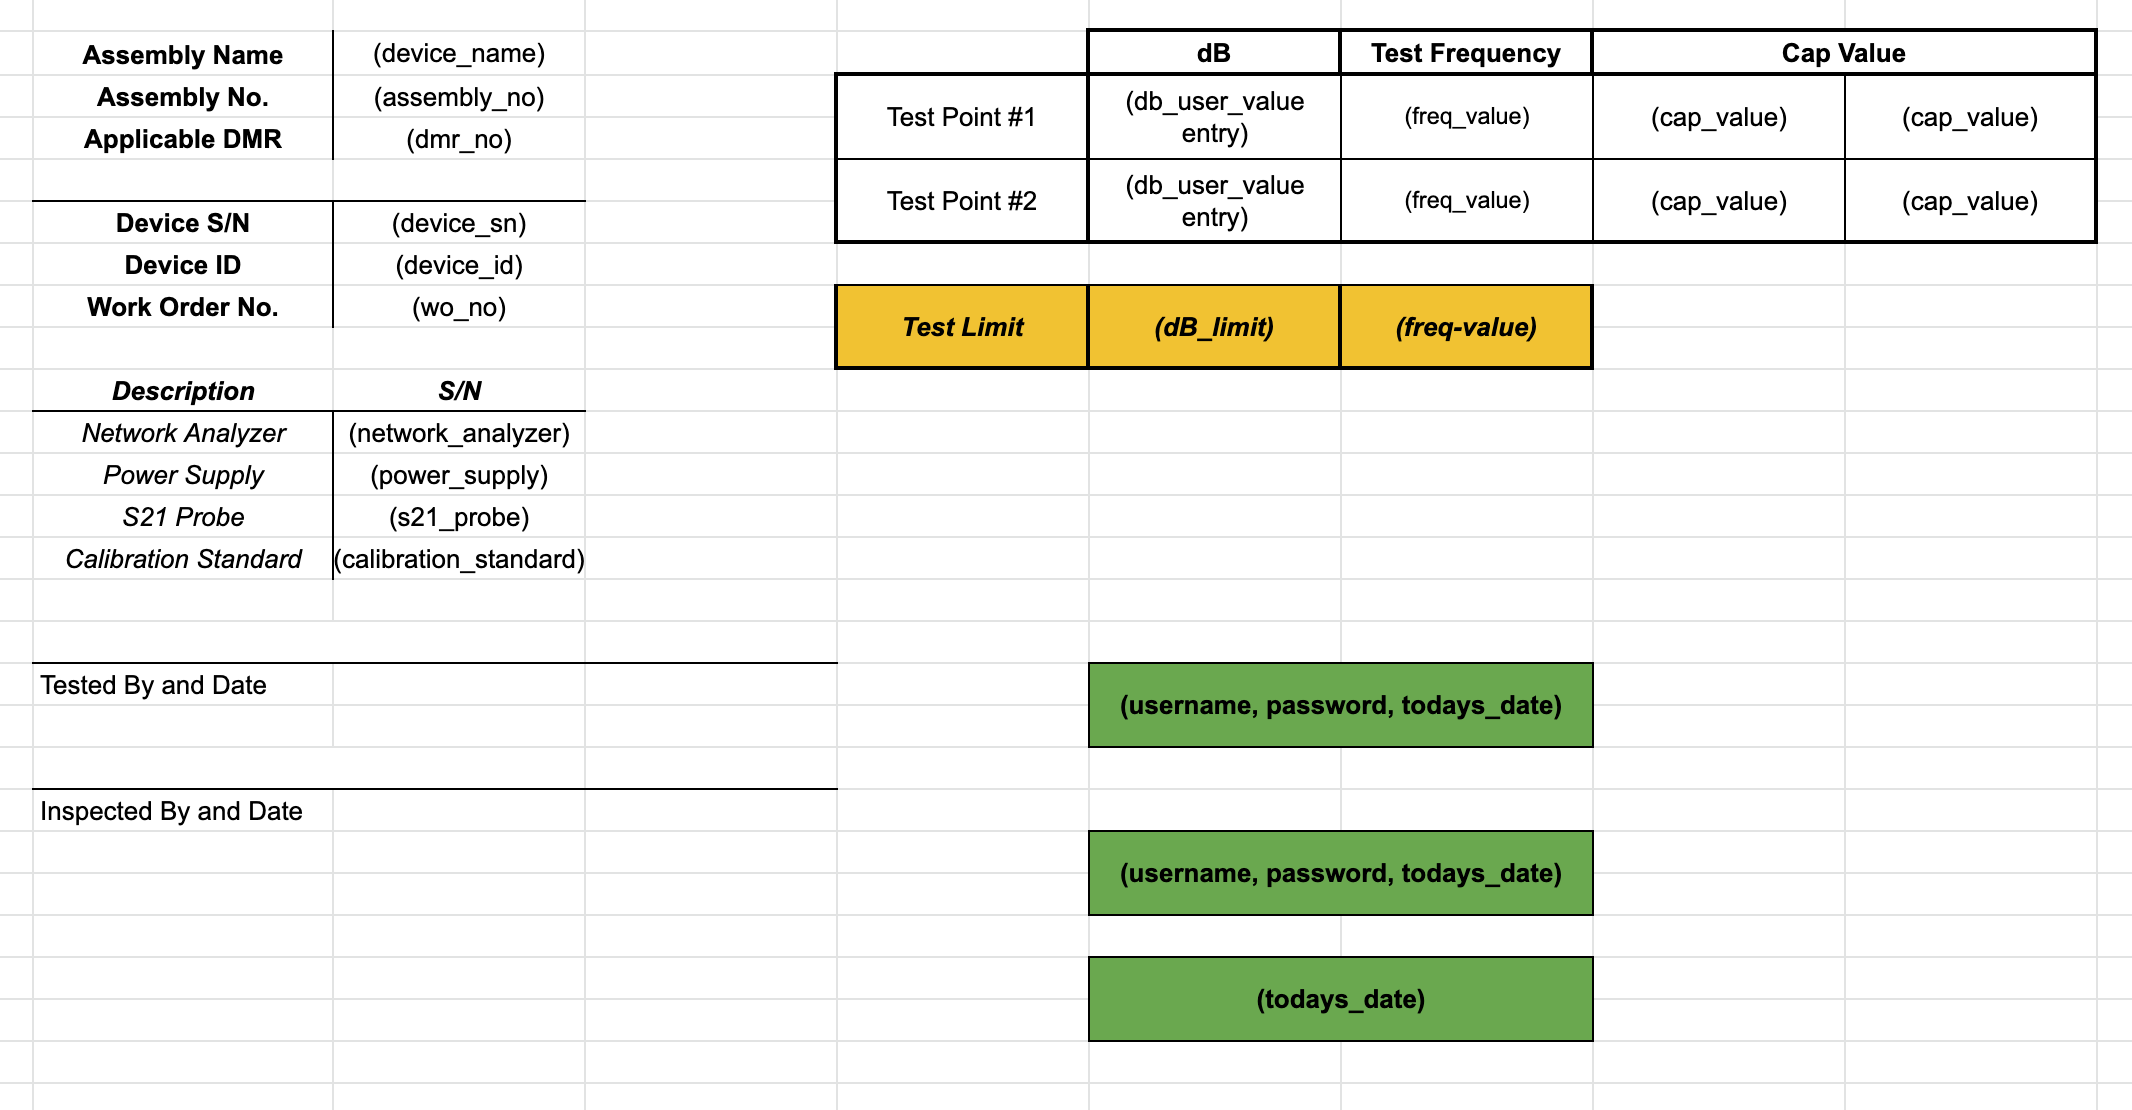 Assembly Name (device_name)
Assembly No. (assembly_no)
Applicable DMR (dmr_no)
Device S/N (device_sn)
Device ID (device_id)
Work Order No. (wo_no)
Description S/N
Network Analyzer (network_analyzer)
Power Supply (power_supply)
S21 Probe (s21_probe)
Calibration Standard (calibration_standard)
dB Test Frequency Cap Value
Test Point #1 (db_user_value entry) (freq_value) (cap_value) (cap_value)
Test Point #2 (db_user_value entry) (freq_value) (cap_value) (cap_value)
Test Limit (dB_limit) (freq-value)
Tested By and Date
(username, password, todays_date)
Inspected By and Date
(username, password, todays_date)
(todays_date)